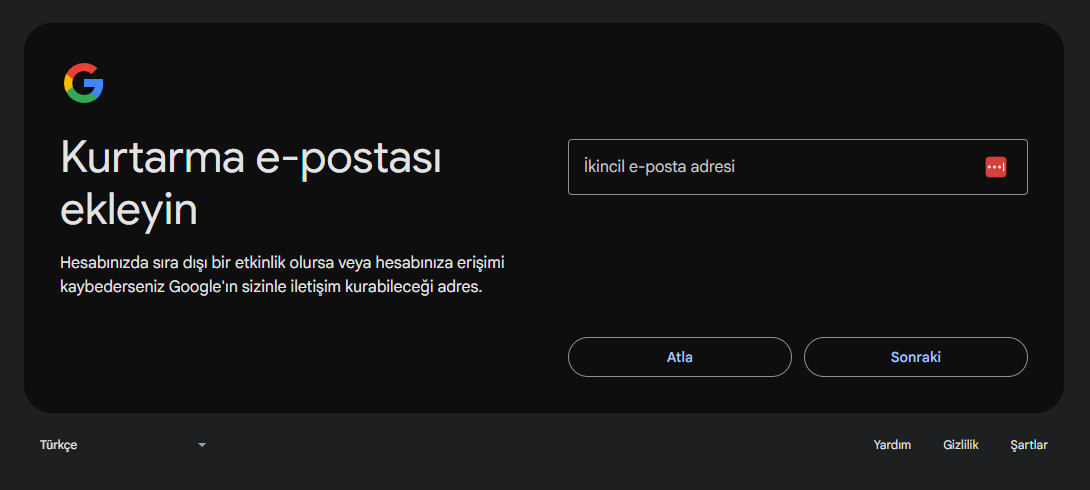 Kurtarma e-postası
ekleyin
Hesabınızda sıra dışı bir etkinlik olursa veya hesabınıza erişimi
kaybederseniz Google'ın sizinle iletişim kurabileceği adres.
İkincil e-posta adresi
Atla
Sonraki
Türkçe
Yardım
Gizlilik
Şartlar